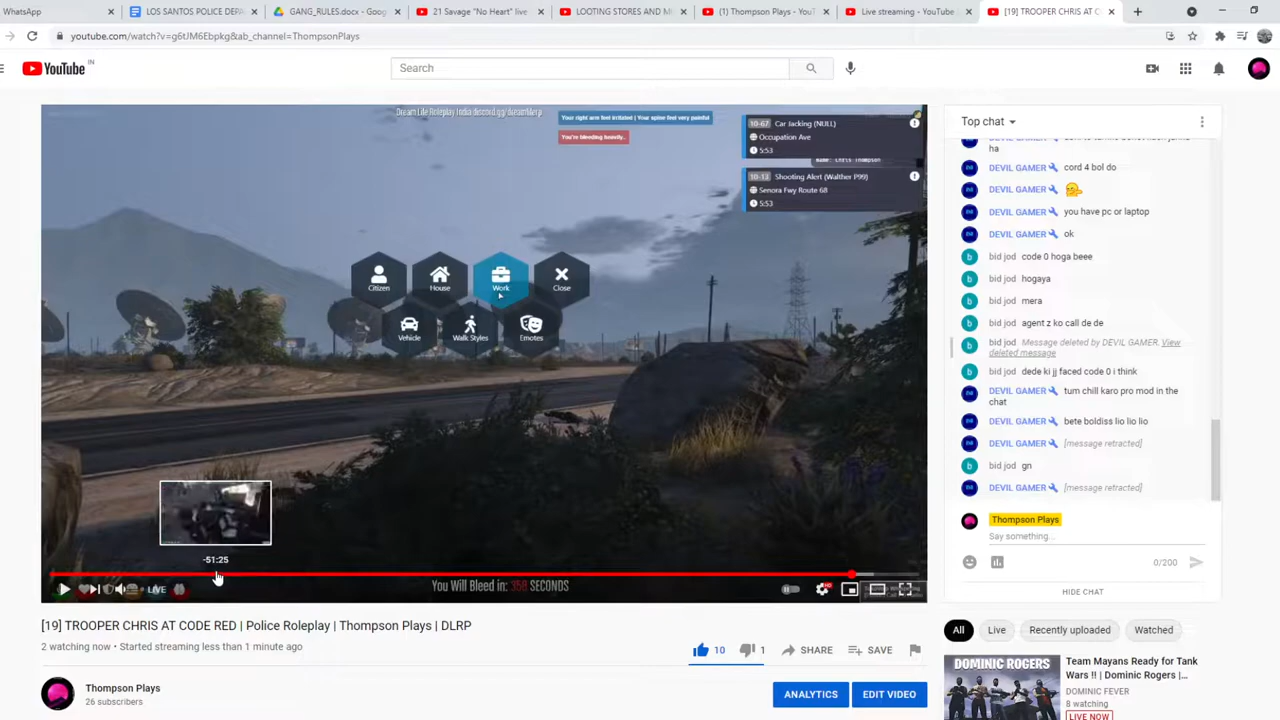 WhatsApp
LOS SANTOS POLICE DEPA
GANG_RULES.docx - Goog
21 Savage "No Heart" live
LOOTING STORES AND M
(1) Thompson Plays - YouT
Live streaming - YouTube
[19] TROOPER CHRIS AT C
youtube.com/watch?v=g6tJM6Ebpkg&ab_channel=ThompsonPlays
YouTube IN
Search
Dream Life Roleplay India discord.gg/dreamliferp
Your right arm feel irritated | Your spine feel very painful
You're bleeding heavily..
10-67 Car Jacking (NULL)
Occupation Ave
5:53
Name: Chris Thompson
10-13 Shooting Alert (Walther P99)
Senora Fwy Route 68
5:53
Citizen
House
Work
Close
Vehicle
Walk Styles
Emotes
-51:25
LIVE
You Will Bleed in: 359 SECONDS
HD
Top chat
ha
DEVIL GAMER cord 4 bol do
DEVIL GAMER
DEVIL GAMER you have pc or laptop
DEVIL GAMER ok
bid jod code 0 hoga beee
bid jod hogaya
bid jod mera
bid jod agent z ko call de de
bid jod Message deleted by DEVIL GAMER. View
deleted message
bid jod dede ki jj faced code 0 i think
DEVIL GAMER tum chill karo pro mod in the
chat
DEVIL GAMER bete boldiss lio lio lio
DEVIL GAMER [message retracted]
bid jod gn
DEVIL GAMER [message retracted]
Thompson Plays
Say something...
0/200
HIDE CHAT
[19] TROOPER CHRIS AT CODE RED | Police Roleplay | Thompson Plays | DLRP
2 watching now • Started streaming less than 1 minute ago
10
1
SHARE
SAVE
Thompson Plays
26 subscribers
ANALYTICS
EDIT VIDEO
All
Live
Recently uploaded
Watched
DOMINIC ROGERS
Team Mayans Ready for Tank
Wars !! | Dominic Rogers |...
DOMINIC FEVER
8 watching
LIVE NOW